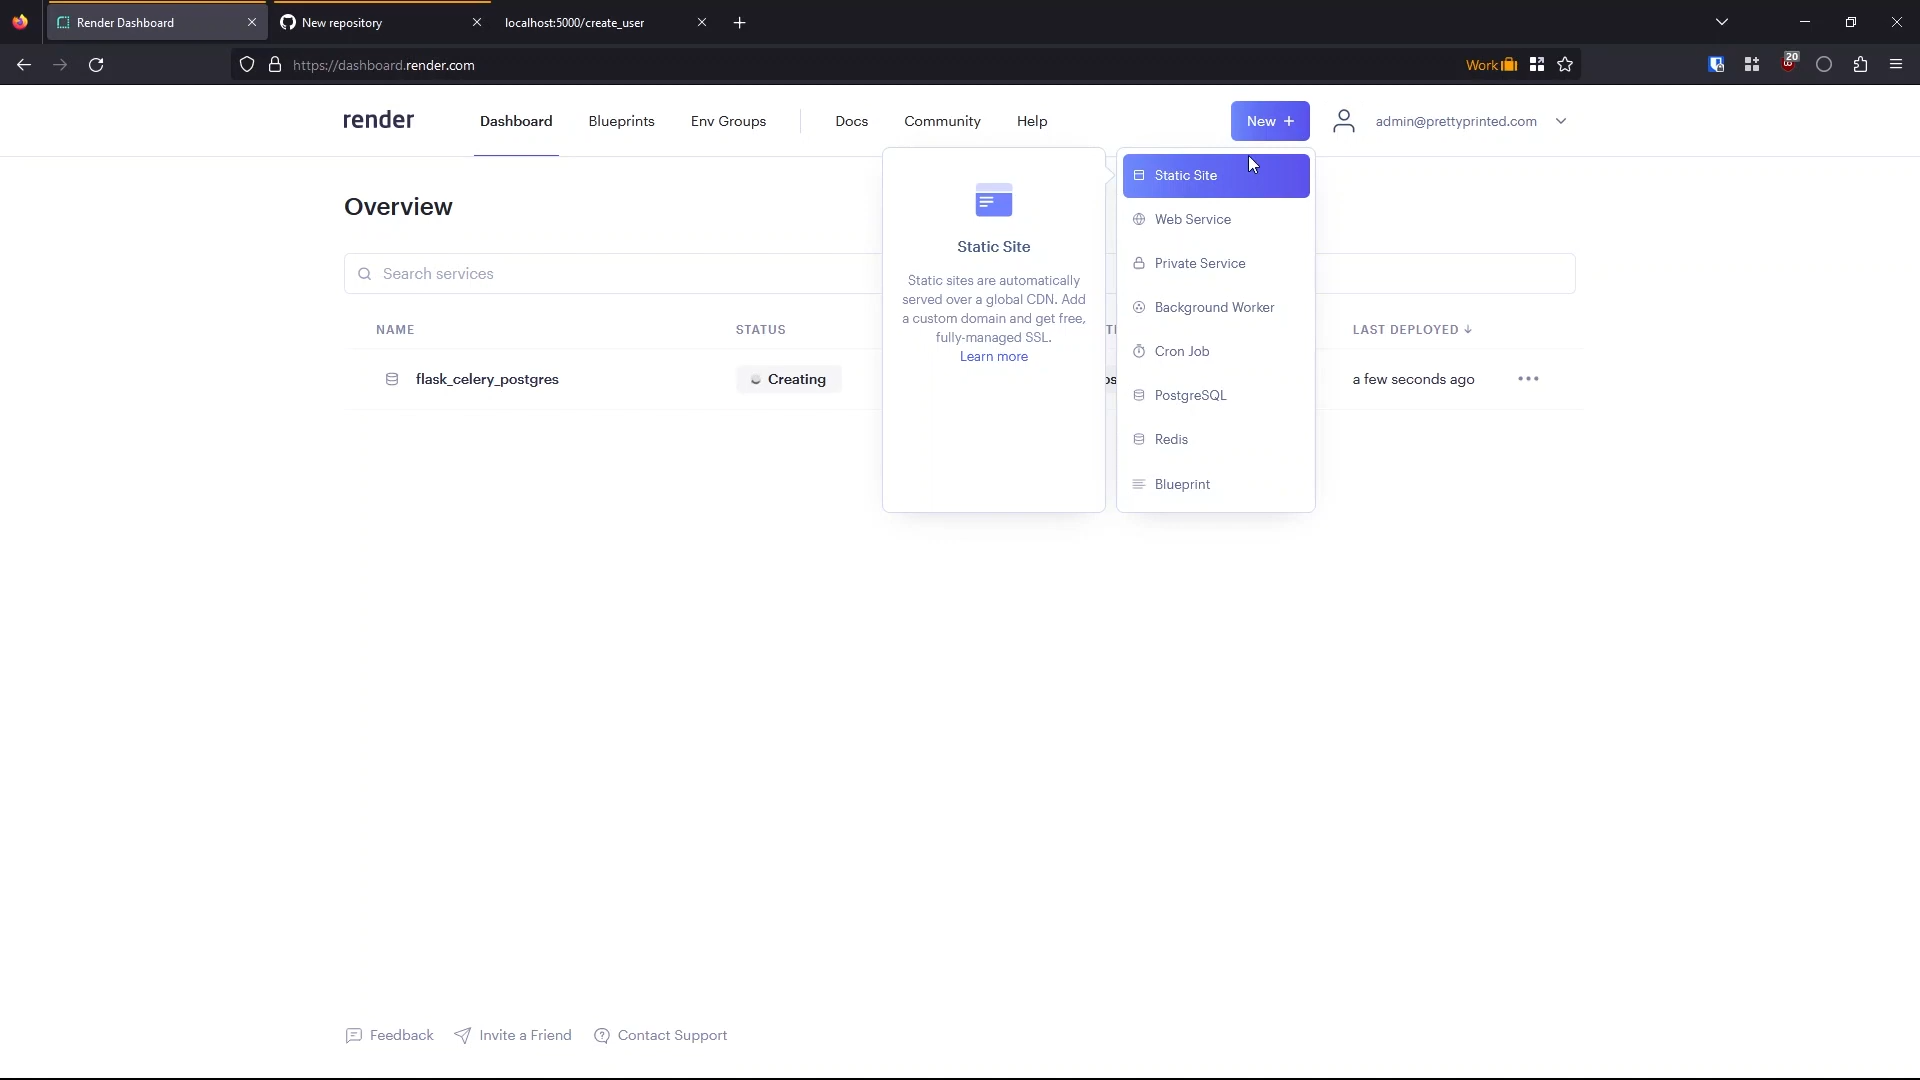 Render Dashboard
New repository
localhost:5000/create_user
https://dashboard.render.com
Work
20
render
Dashboard
Blueprints
Env Groups
Docs
Community
Help
New +
admin@prettyprinted.com
Overview
Search services
NAME
STATUS
LAST DEPLOYED
flask_celery_postgres
Creating
a few seconds ago
Static Site
Static sites are automatically
served over a global CDN. Add
a custom domain and get free,
fully-managed SSL.
Learn more
Static Site
Web Service
Private Service
Background Worker
Cron Job
PostgreSQL
Redis
Blueprint
Feedback
Invite a Friend
Contact Support